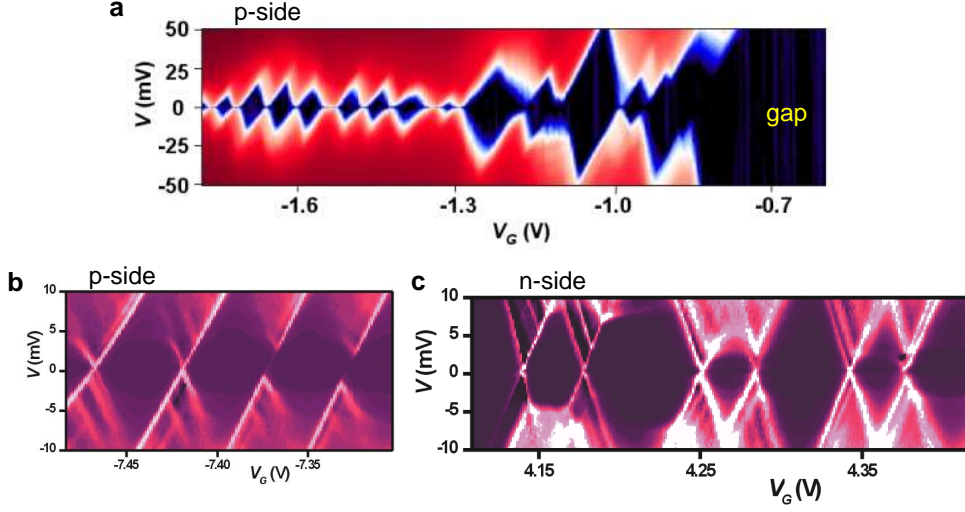 a
p-side
50
25
0
-25
-50
V (mV)
gap
-1.6
-1.3
-1.0
-0.7
V_G (V)
b
p-side
10
5
0
-5
-10
V (mV)
-7.45
-7.40
-7.35
V_G (V)
c
n-side
10
5
0
-5
-10
V (mV)
4.15
4.25
4.35
V_G (V)